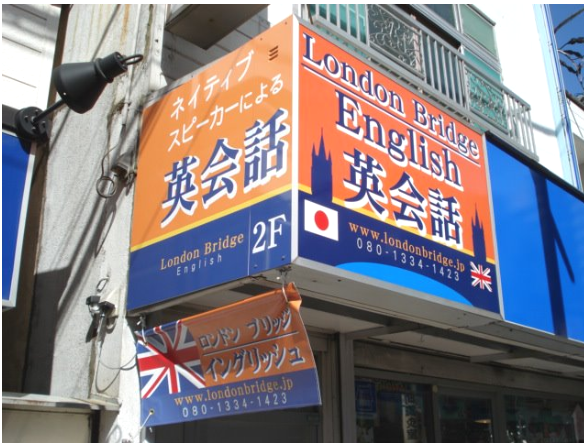 ネイティブ
スピーカーによる
英会話
London Bridge
English
2F
London Bridge
English
英会話
www.londonbridge.jp
080-1334-1423
ロンドン ブリッジ
イングリッシュ
www.londonbridge.jp
080-1334-1423